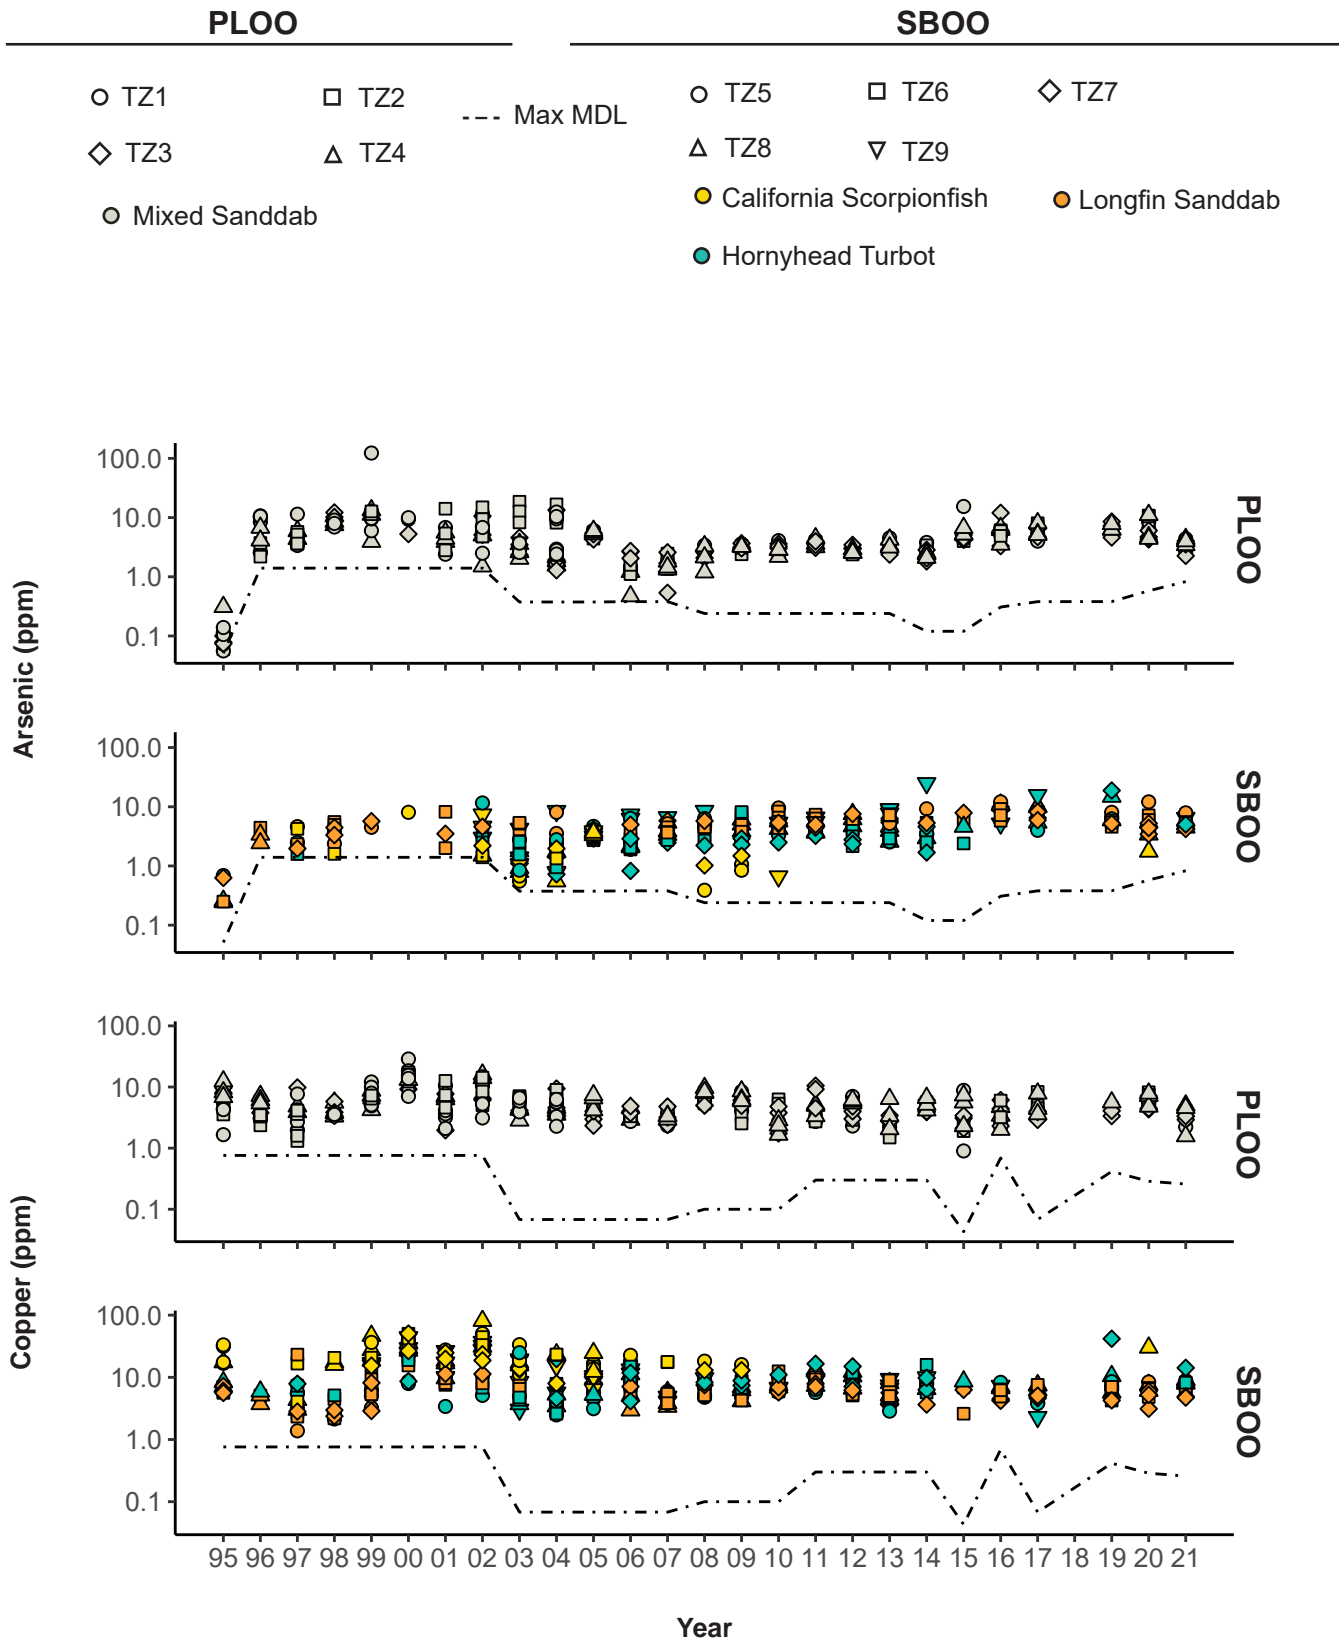 PLOO SBOO
TZ1 TZ2 Max MDL TZ5 TZ6 TZ7
TZ3 TZ4 TZ8 TZ9
Mixed Sanddab California Scorpionfish Longfin Sanddab
Hornyhead Turbot
Arsenic (ppm)
100.0
10.0
1.0
0.1
PLOO
100.0
10.0
1.0
0.1
SBOO
Copper (ppm)
100.0
10.0
1.0
0.1
PLOO
100.0
10.0
1.0
0.1
SBOO
95 96 97 98 99 00 01 02 03 04 05 06 07 08 09 10 11 12 13 14 15 16 17 18 19 20 21
Year